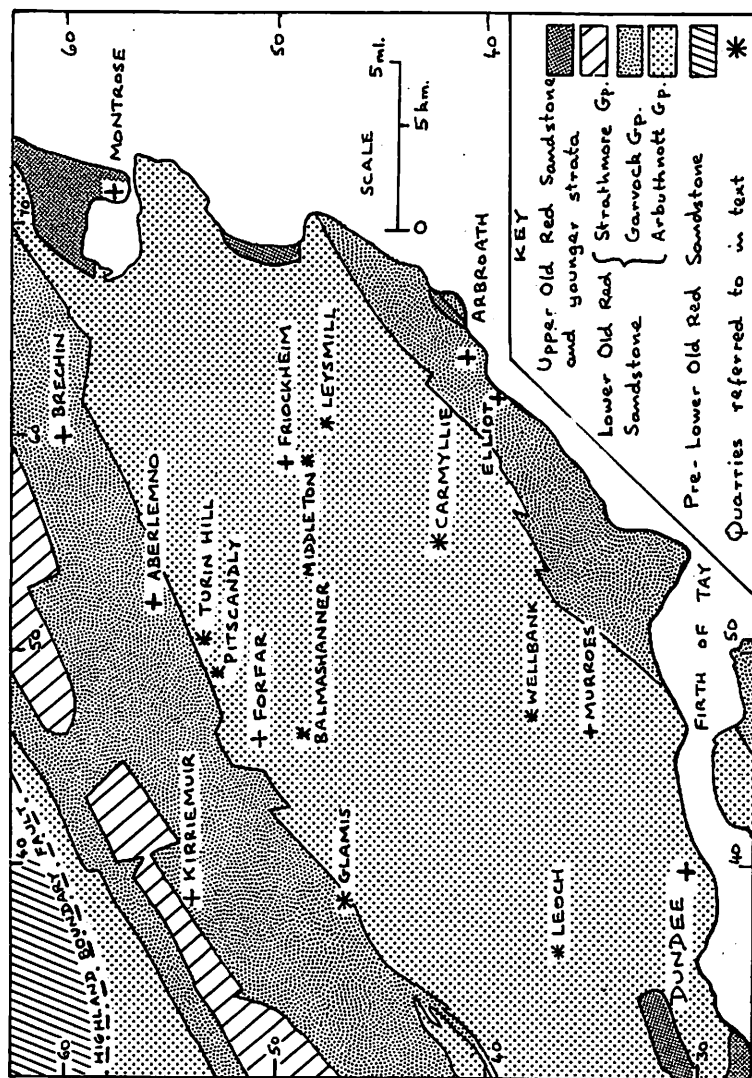 40
50
60
70
60
60
HIGHLAND BOUNDARY FAULT
BRECHIN
MONTROSE
ABERLEMNO
KIRRIEMUIR
TURIN HILL
PITSCANDLY
FORFAR
50
50
FRIOCKHEIM
MIDDLETON
BALMASHANNER
LEYSMILL
GLAMIS
SCALE
5 ml.
5 km.
0
CARMYLLIE
ARBROATH
ELLIOT
40
40
WELLBANK
LEOCH
MURROES
DUNDEE
FIRTH OF TAY
30
40
50
KEY
Upper Old Red Sandstone
and younger strata
Lower Old Red Strathmore Gp.
Sandstone Garvock Gp.
Arbuthnott Gp.
Pre-Lower Old Red Sandstone
Quarries referred to in text